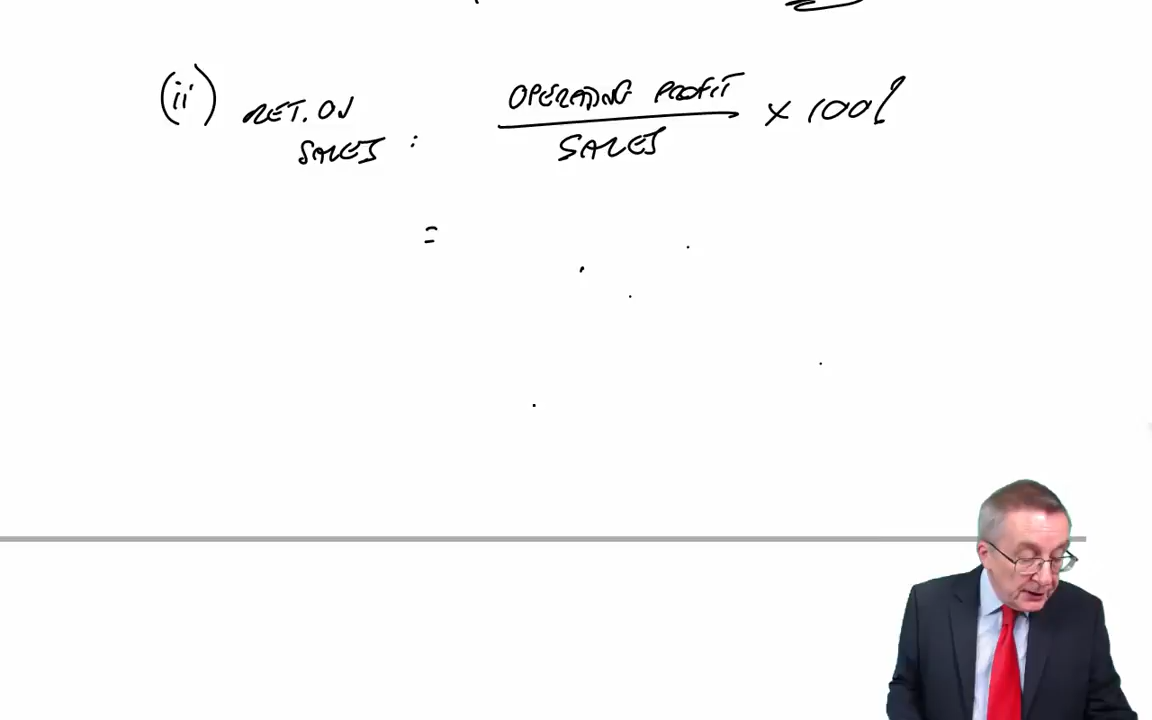 (ii) RET. ON OPERATING PROFIT × 100%
SALES : SALES
=